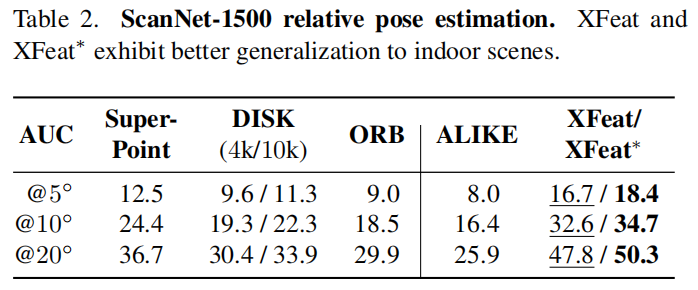 Table 2. ScanNet-1500 relative pose estimation. XFeat and
XFeat* exhibit better generalization to indoor scenes.
AUC Super-Point DISK (4k/10k) ORB ALIKE XFeat/XFeat*
@5° 12.5 9.6 / 11.3 9.0 8.0 16.7 / 18.4
@10° 24.4 19.3 / 22.3 18.5 16.4 32.6 / 34.7
@20° 36.7 30.4 / 33.9 29.9 25.9 47.8 / 50.3